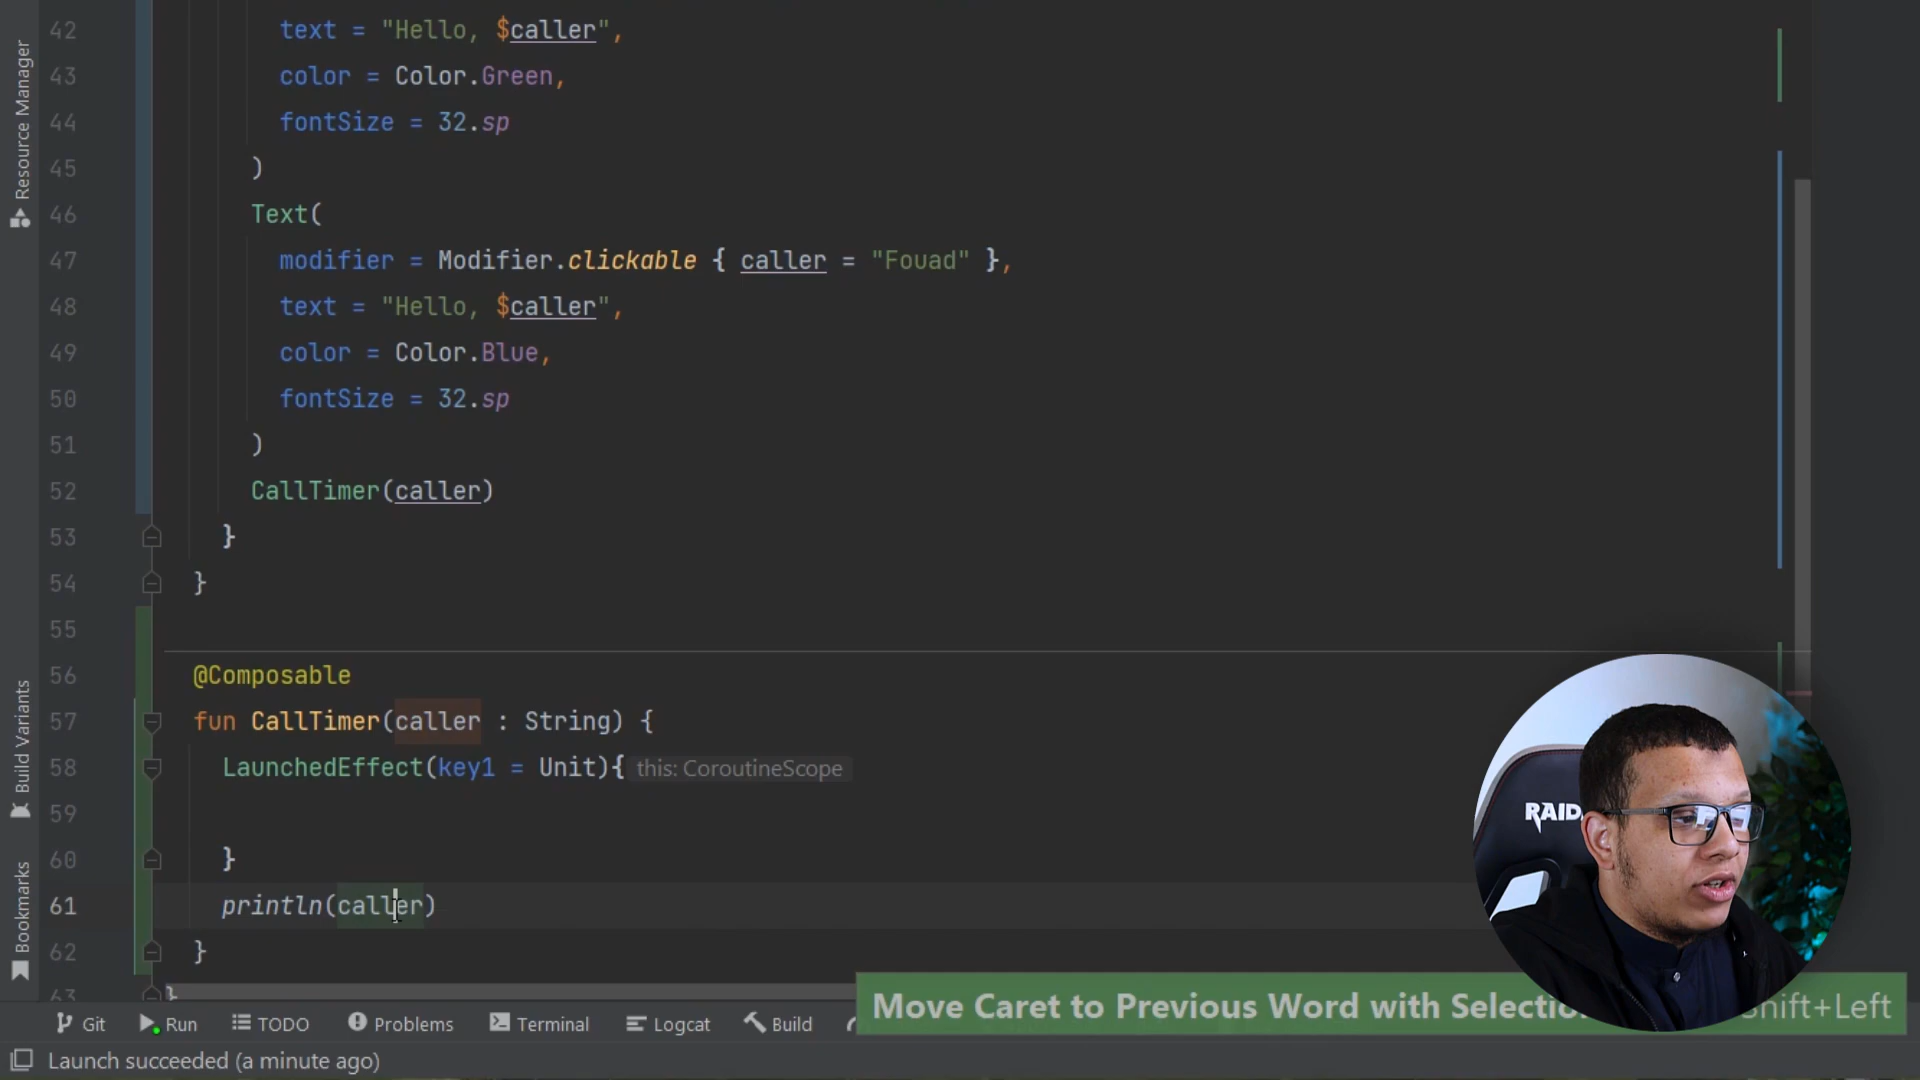 Resource Manager
Build Variants
Bookmarks
42 text = "Hello, $caller",
43 color = Color.Green,
44 fontSize = 32.sp
45 )
46 Text(
47 modifier = Modifier.clickable { caller = "Fouad" },
48 text = "Hello, $caller",
49 color = Color.Blue,
50 fontSize = 32.sp
51 )
52 CallTimer(caller)
53 }
54 }
55
56 @Composable
57 fun CallTimer(caller : String) {
58 LaunchedEffect(key1 = Unit){ this: CoroutineScope
59
60 }
61 println(caller)
62 }
63 }
RAID
Move Caret to Previous Word with Selectio
Shift+Left
Git Run TODO Problems Terminal Logcat Build
Launch succeeded (a minute ago)